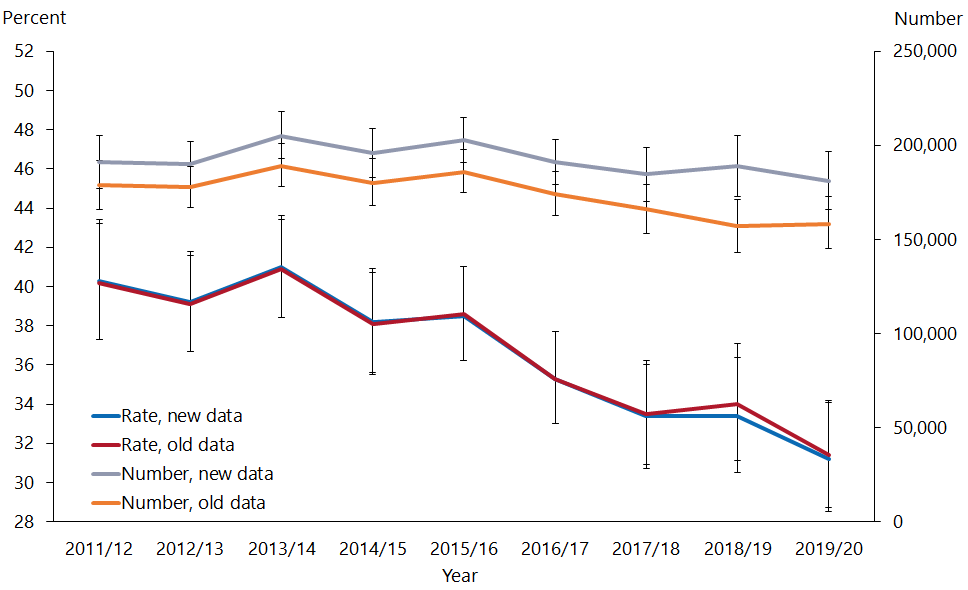 Percent Number
52 250,000
50
48
46 200,000
44
42 150,000
40
38 100,000
36
34
32 50,000
30
28 0
Rate, new data
Rate, old data
Number, new data
Number, old data
2011/12 2012/13 2013/14 2014/15 2015/16 2016/17 2017/18 2018/19 2019/20
Year